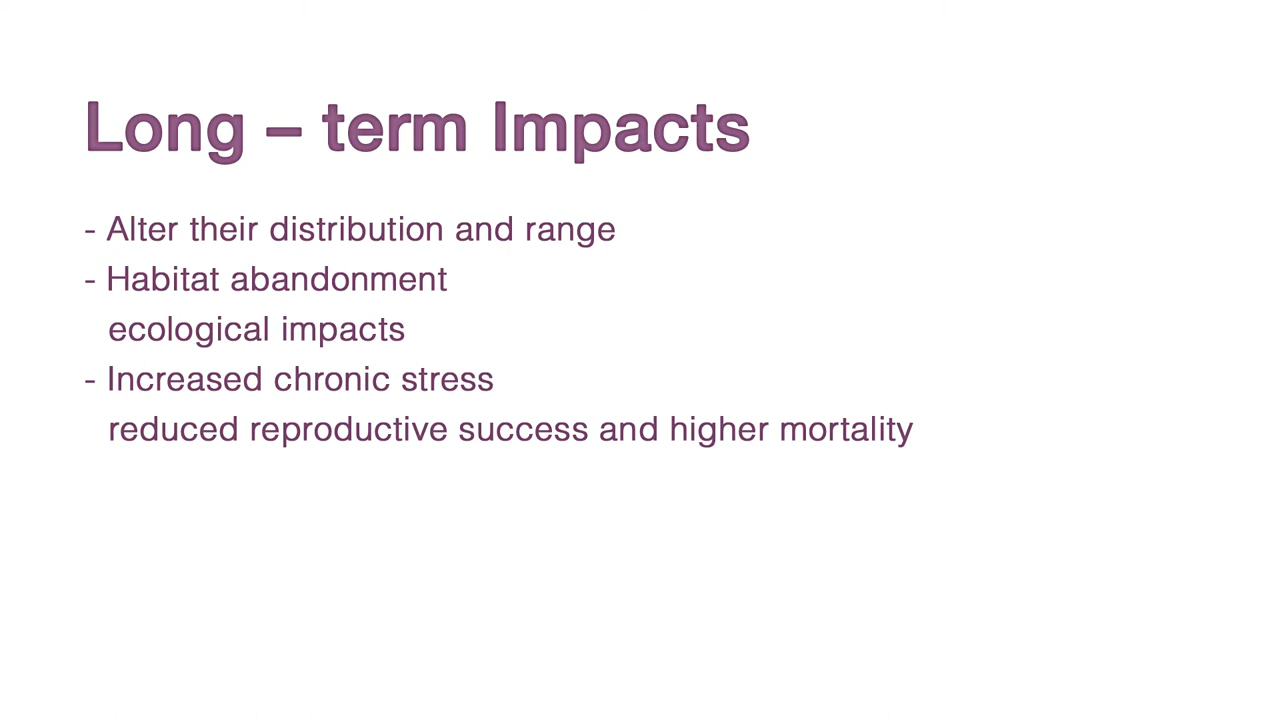 Long – term Impacts
- Alter their distribution and range
- Habitat abandonment
ecological impacts
- Increased chronic stress
reduced reproductive success and higher mortality